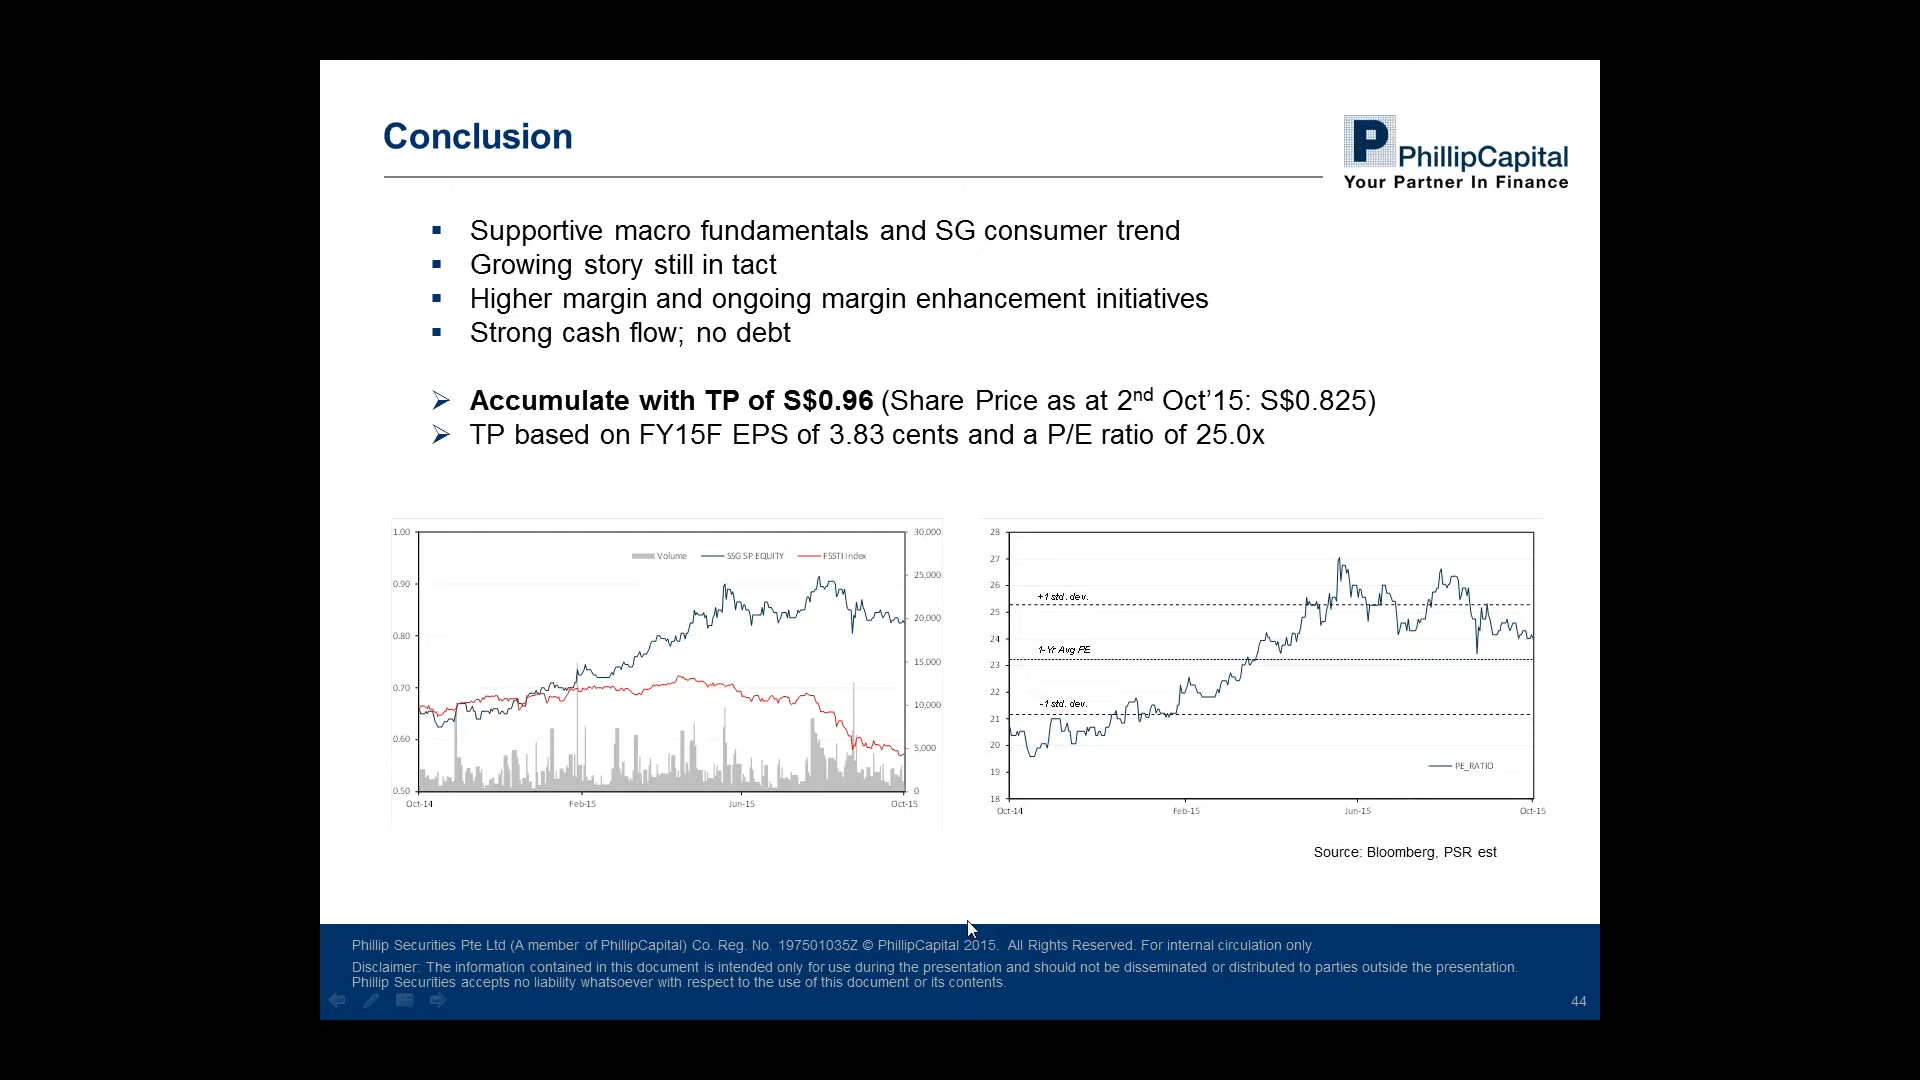 Conclusion
P
PhillipCapital
Your Partner In Finance
▪ Supportive macro fundamentals and SG consumer trend
▪ Growing story still in tact
▪ Higher margin and ongoing margin enhancement initiatives
▪ Strong cash flow; no debt
➢ Accumulate with TP of S$0.96 (Share Price as at 2nd Oct’15: S$0.825)
➢ TP based on FY15F EPS of 3.83 cents and a P/E ratio of 25.0x
1.00
0.90
0.80
0.70
0.60
0.50
30,000
25,000
20,000
15,000
10,000
5,000
0
Volume SSG SP EQUITY FSSTI index
Oct-14 Feb-15 Jun-15 Oct-15
28
27
26
25
24
23
22
21
20
19
18
+1 std. dev.
1-Yr Avg PE
-1 std. dev.
PE_RATIO
Oct-14 Feb-15 Jun-15 Oct-15
Source: Bloomberg, PSR est
Phillip Securities Pte Ltd (A member of PhillipCapital) Co. Reg. No. 197501035Z © PhillipCapital 2015. All Rights Reserved. For internal circulation only.
Disclaimer: The information contained in this document is intended only for use during the presentation and should not be disseminated or distributed to parties outside the presentation.
Phillip Securities accepts no liability whatsoever with respect to the use of this document or its contents.
44